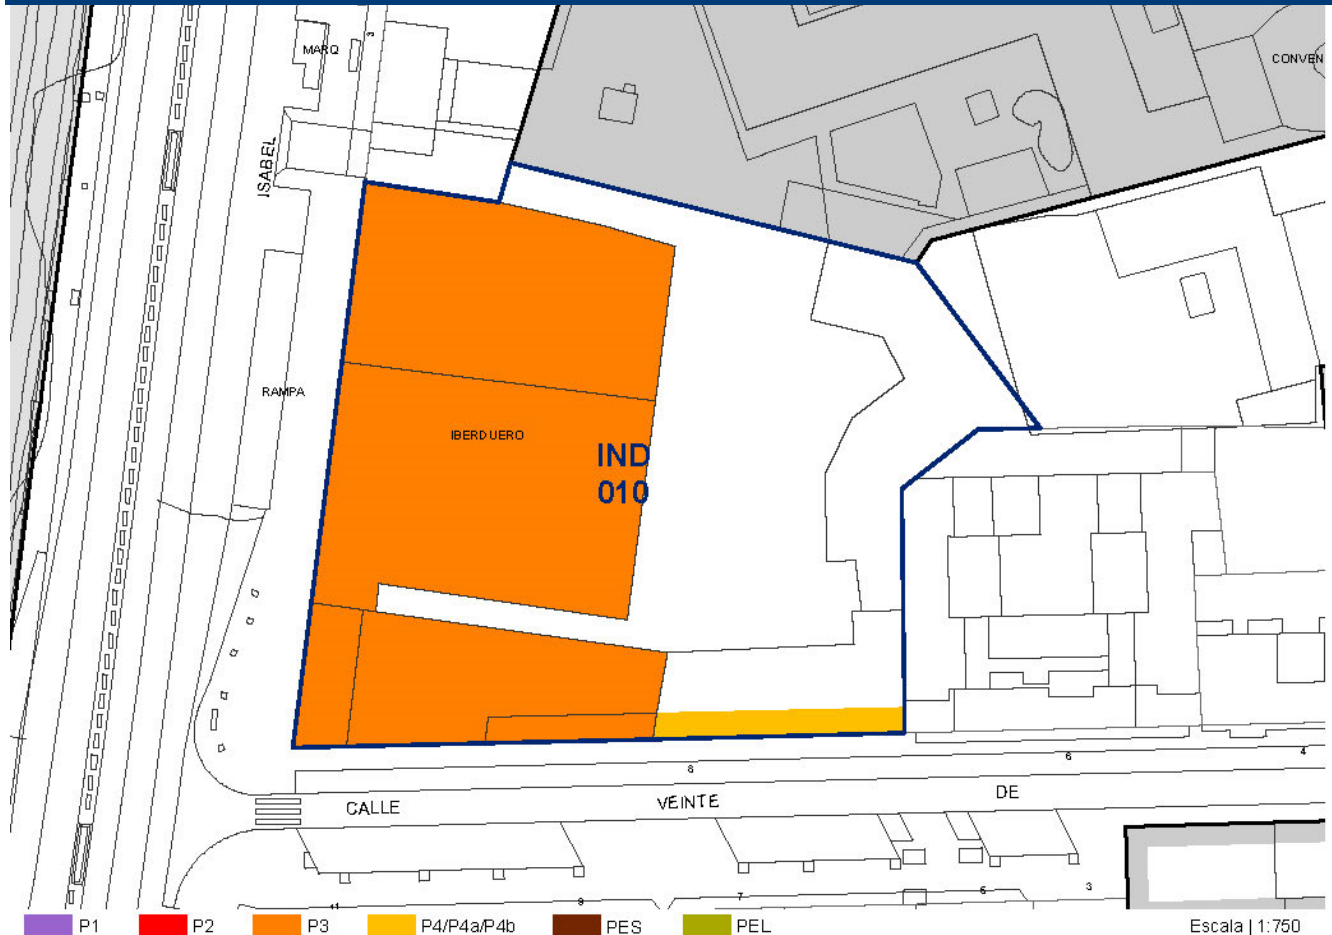 MARQ
3
CONVEN
ISABEL
RAMPA
IBERDUERO
IND
010
8
6
4
CALLE VEINTE DE
11
9
7
5
3
P1 P2 P3 P4/P4a/P4b PES PEL Escala | 1:750